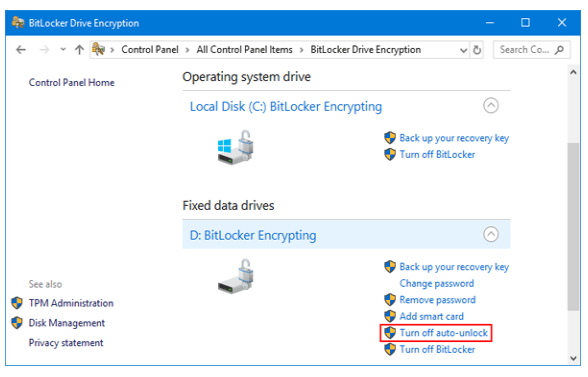 BitLocker Drive Encryption
Control Panel > All Control Panel Items > BitLocker Drive Encryption
Search Co...
Control Panel Home
Operating system drive
Local Disk (C:) BitLocker Encrypting
Back up your recovery key
Turn off BitLocker
Fixed data drives
D: BitLocker Encrypting
Back up your recovery key
Change password
Remove password
Add smart card
Turn off auto-unlock
Turn off BitLocker
See also
TPM Administration
Disk Management
Privacy statement